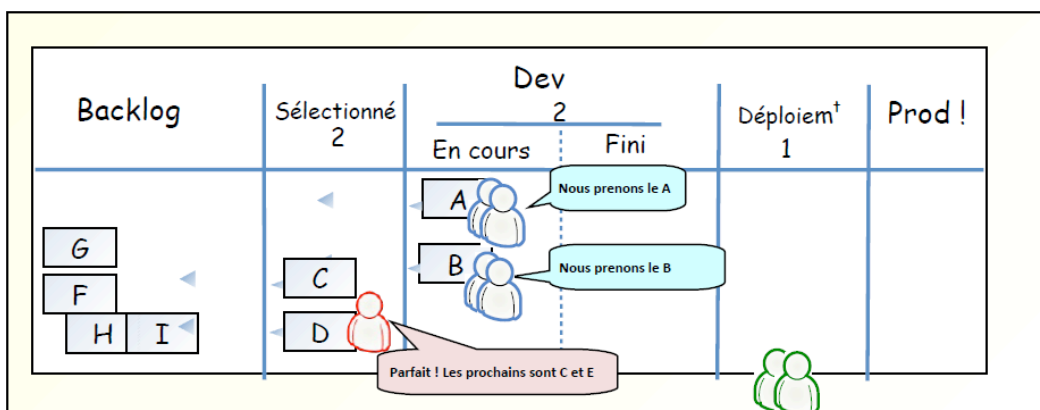 Dev
Backlog
Sélectionné
2
2
Déploiemt
1
Prod !
En cours
Fini
A
Nous prenons le A
G
B
Nous prenons le B
C
F
H
I
D
Parfait ! Les prochains sont C et E